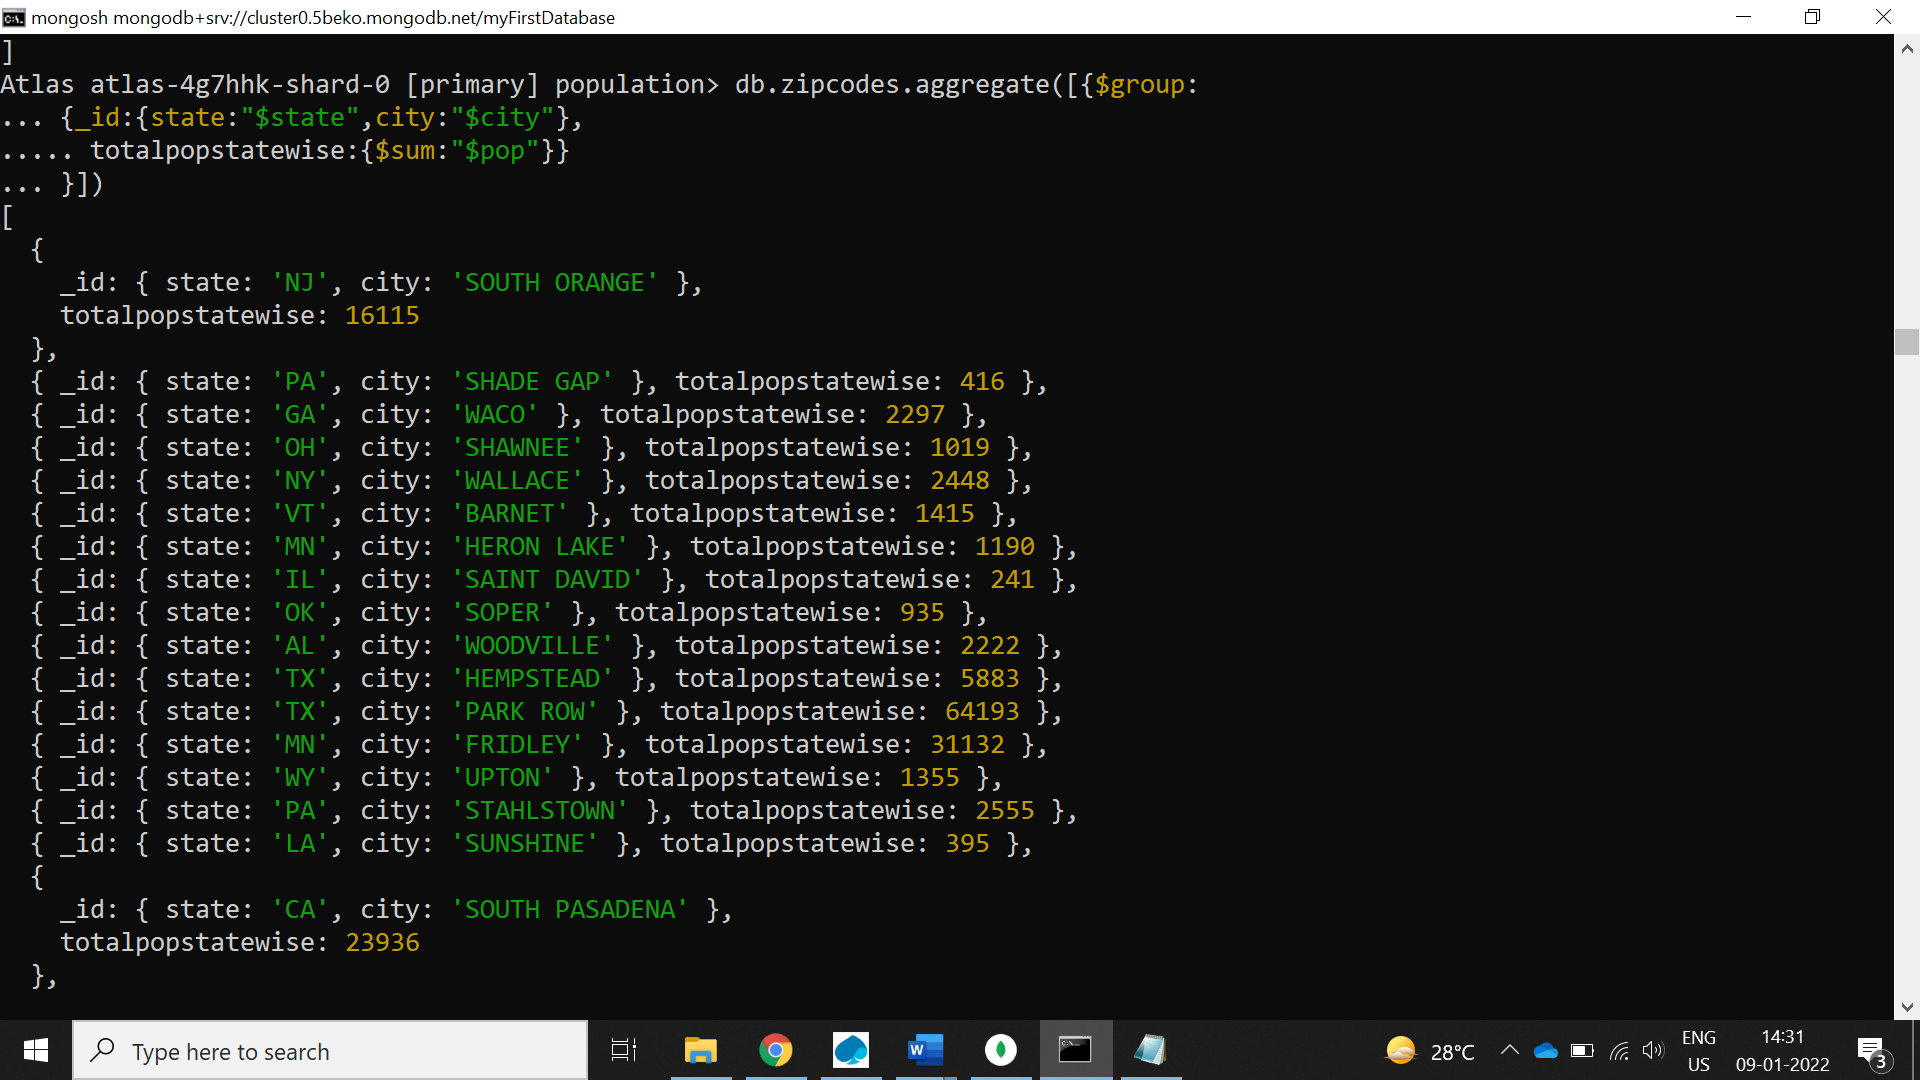 mongosh mongodb+srv://cluster0.5beko.mongodb.net/myFirstDatabase
]
Atlas atlas-4g7hhk-shard-0 [primary] population> db.zipcodes.aggregate([{$group:
... {_id:{state:"$state",city:"$city"},
..... totalpopstatewise:{$sum:"$pop"}}
... }])
[
  {
    _id: { state: 'NJ', city: 'SOUTH ORANGE' },
    totalpopstatewise: 16115
  },
  { _id: { state: 'PA', city: 'SHADE GAP' }, totalpopstatewise: 416 },
  { _id: { state: 'GA', city: 'WACO' }, totalpopstatewise: 2297 },
  { _id: { state: 'OH', city: 'SHAWNEE' }, totalpopstatewise: 1019 },
  { _id: { state: 'NY', city: 'WALLACE' }, totalpopstatewise: 2448 },
  { _id: { state: 'VT', city: 'BARNET' }, totalpopstatewise: 1415 },
  { _id: { state: 'MN', city: 'HERON LAKE' }, totalpopstatewise: 1190 },
  { _id: { state: 'IL', city: 'SAINT DAVID' }, totalpopstatewise: 241 },
  { _id: { state: 'OK', city: 'SOPER' }, totalpopstatewise: 935 },
  { _id: { state: 'AL', city: 'WOODVILLE' }, totalpopstatewise: 2222 },
  { _id: { state: 'TX', city: 'HEMPSTEAD' }, totalpopstatewise: 5883 },
  { _id: { state: 'TX', city: 'PARK ROW' }, totalpopstatewise: 64193 },
  { _id: { state: 'MN', city: 'FRIDLEY' }, totalpopstatewise: 31132 },
  { _id: { state: 'WY', city: 'UPTON' }, totalpopstatewise: 1355 },
  { _id: { state: 'PA', city: 'STAHLSTOWN' }, totalpopstatewise: 2555 },
  { _id: { state: 'LA', city: 'SUNSHINE' }, totalpopstatewise: 395 },
  {
    _id: { state: 'CA', city: 'SOUTH PASADENA' },
    totalpopstatewise: 23936
  },
Type here to search
W
28°C
ENG
US
14:31
09-01-2022
3